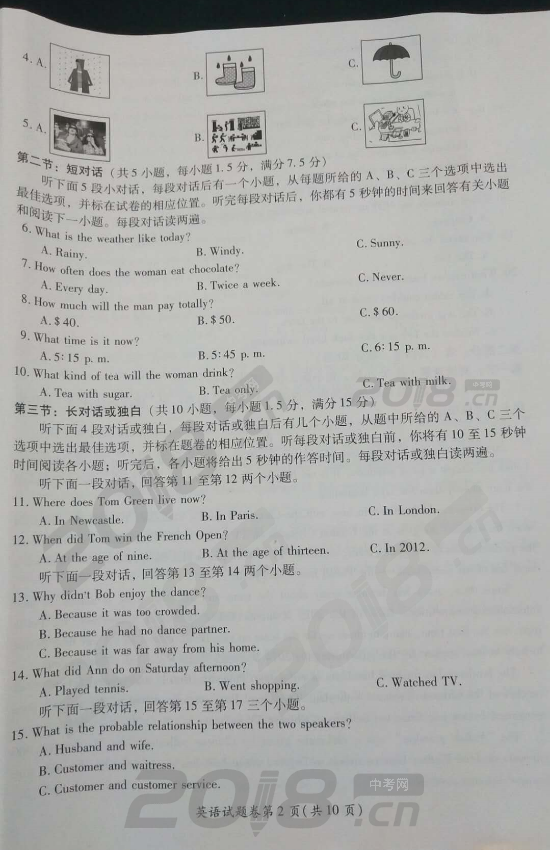 4. A.
B.
C.
5. A.
B.
C.
第二节：短对话（共5小题，每小题1.5分，满分7.5分）
听下面5段小对话，每段对话后有一个小题，从每题所给的A、B、C三个选项中选出
最佳选项，并标在试卷的相应位置。听完每段对话后，你都有5秒钟的时间来回答有关小题
和阅读下一小题。每段对话读两遍。
6. What is the weather like today?
A. Rainy. B. Windy. C. Sunny.
7. How often does the woman eat chocolate?
A. Every day. B. Twice a week. C. Never.
8. How much will the man pay totally?
A. $ 40. B. $ 50. C. $ 60.
9. What time is it now?
A. 5:15 p. m. B. 5:45 p. m. C. 6:15 p. m.
10. What kind of tea will the woman drink?
A. Tea with sugar. B. Tea only. C. Tea with milk.
第三节：长对话或独白（共10小题，每小题1.5分，满分15分）
听下面4段对话或独白，每段对话或独白后有几个小题，从题中所给的A、B、C三个
选项中选出最佳选项，并标在题卷的相应位置。听每段对话或独白前，你将有10至15秒钟
时间阅读各小题；听完后，各小题将给出5秒钟的作答时间。每段对话或独白读两遍。
听下面一段对话，回答第11至第12两个小题。
11. Where does Tom Green live now?
A. In Newcastle. B. In Paris. C. In London.
12. When did Tom win the French Open?
A. At the age of nine. B. At the age of thirteen. C. In 2012.
听下面一段对话，回答第13至第14两个小题。
13. Why didn't Bob enjoy the dance?
A. Because it was too crowded.
B. Because he had no dance partner.
C. Because it was far away from his home.
14. What did Ann do on Saturday afternoon?
A. Played tennis. B. Went shopping. C. Watched TV.
听下面一段对话，回答第15至第17三个小题。
15. What is the probable relationship between the two speakers?
A. Husband and wife.
B. Customer and waitress.
C. Customer and customer service.
英语试题卷第2页（共10页）
中考网
2018.cn